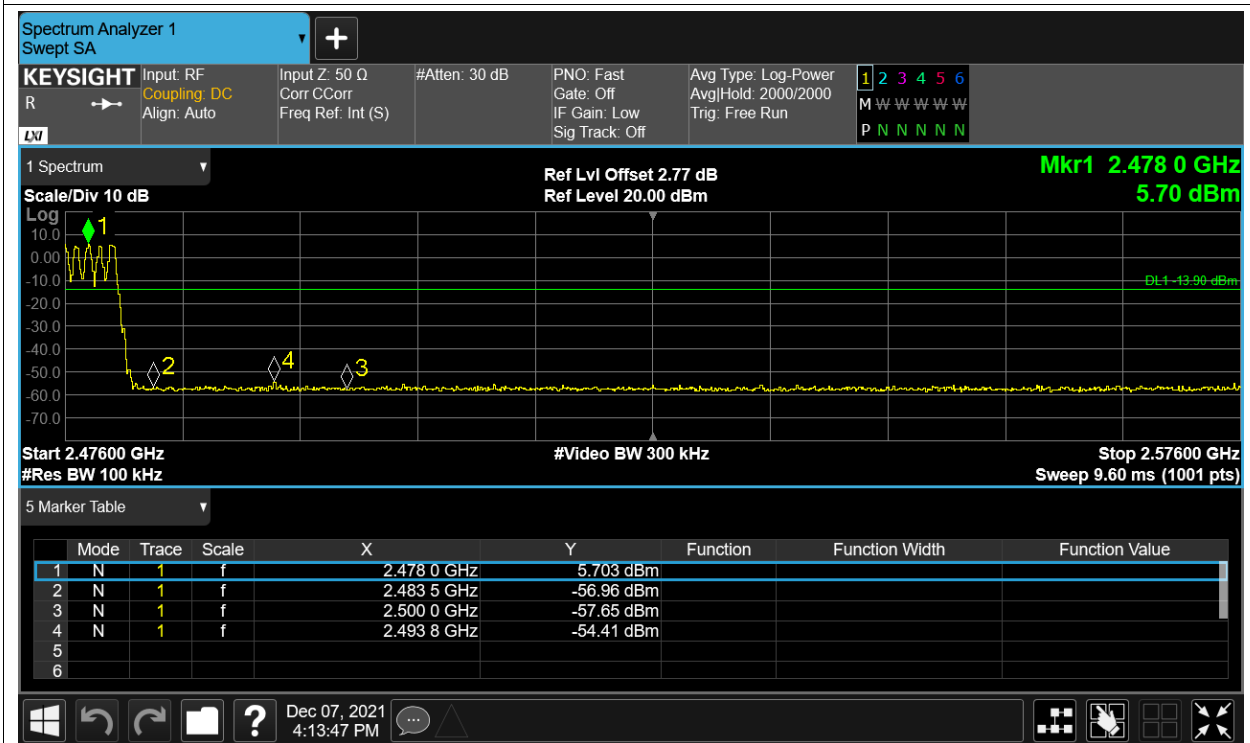 Spectrum Analyzer 1
Swept SA
+
KEYSIGHT Input: RF Input Z: 50 Ω #Atten: 30 dB PNO: Fast Avg Type: Log-Power 1 2 3 4 5 6
R Coupling: DC Corr CCorr Gate: Off Avg|Hold: 2000/2000 M W W W W W
Align: Auto Freq Ref: Int (S) IF Gain: Low Trig: Free Run
LXI Sig Track: Off P N N N N N
1 Spectrum
Ref Lvl Offset 2.77 dB Mkr1 2.478 0 GHz
Scale/Div 10 dB Ref Level 20.00 dBm 5.70 dBm
Log
1
10.0
0.00
-10.0
DL1 -13.90 dBm
-20.0
-30.0
-40.0
2 4 3
-50.0
-60.0
-70.0
Start 2.47600 GHz #Video BW 300 kHz Stop 2.57600 GHz
#Res BW 100 kHz Sweep 9.60 ms (1001 pts)
5 Marker Table
Mode Trace Scale X Y Function Function Width Function Value
1 N 1 f 2.478 0 GHz 5.703 dBm
2 N 1 f 2.483 5 GHz -56.96 dBm
3 N 1 f 2.500 0 GHz -57.65 dBm
4 N 1 f 2.493 8 GHz -54.41 dBm
5
6
? Dec 07, 2021
4:13:47 PM